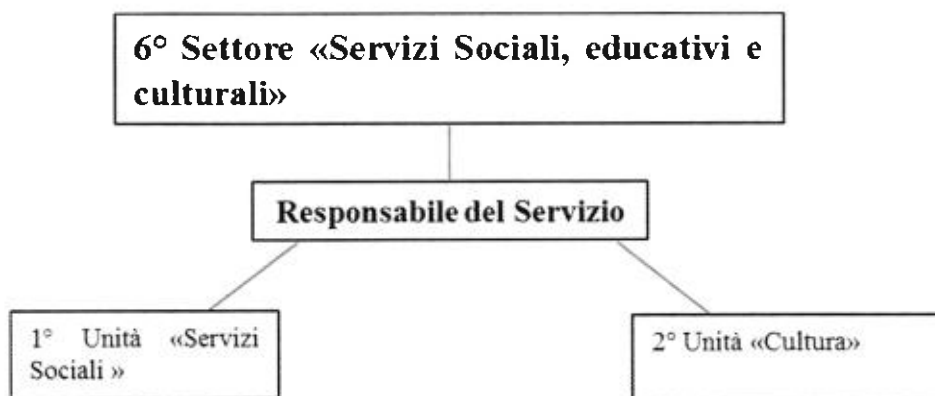 6° Settore «Servizi Sociali, educativi e
culturali»
Responsabile del Servizio
1° Unità «Servizi
Sociali »
2° Unità «Cultura»